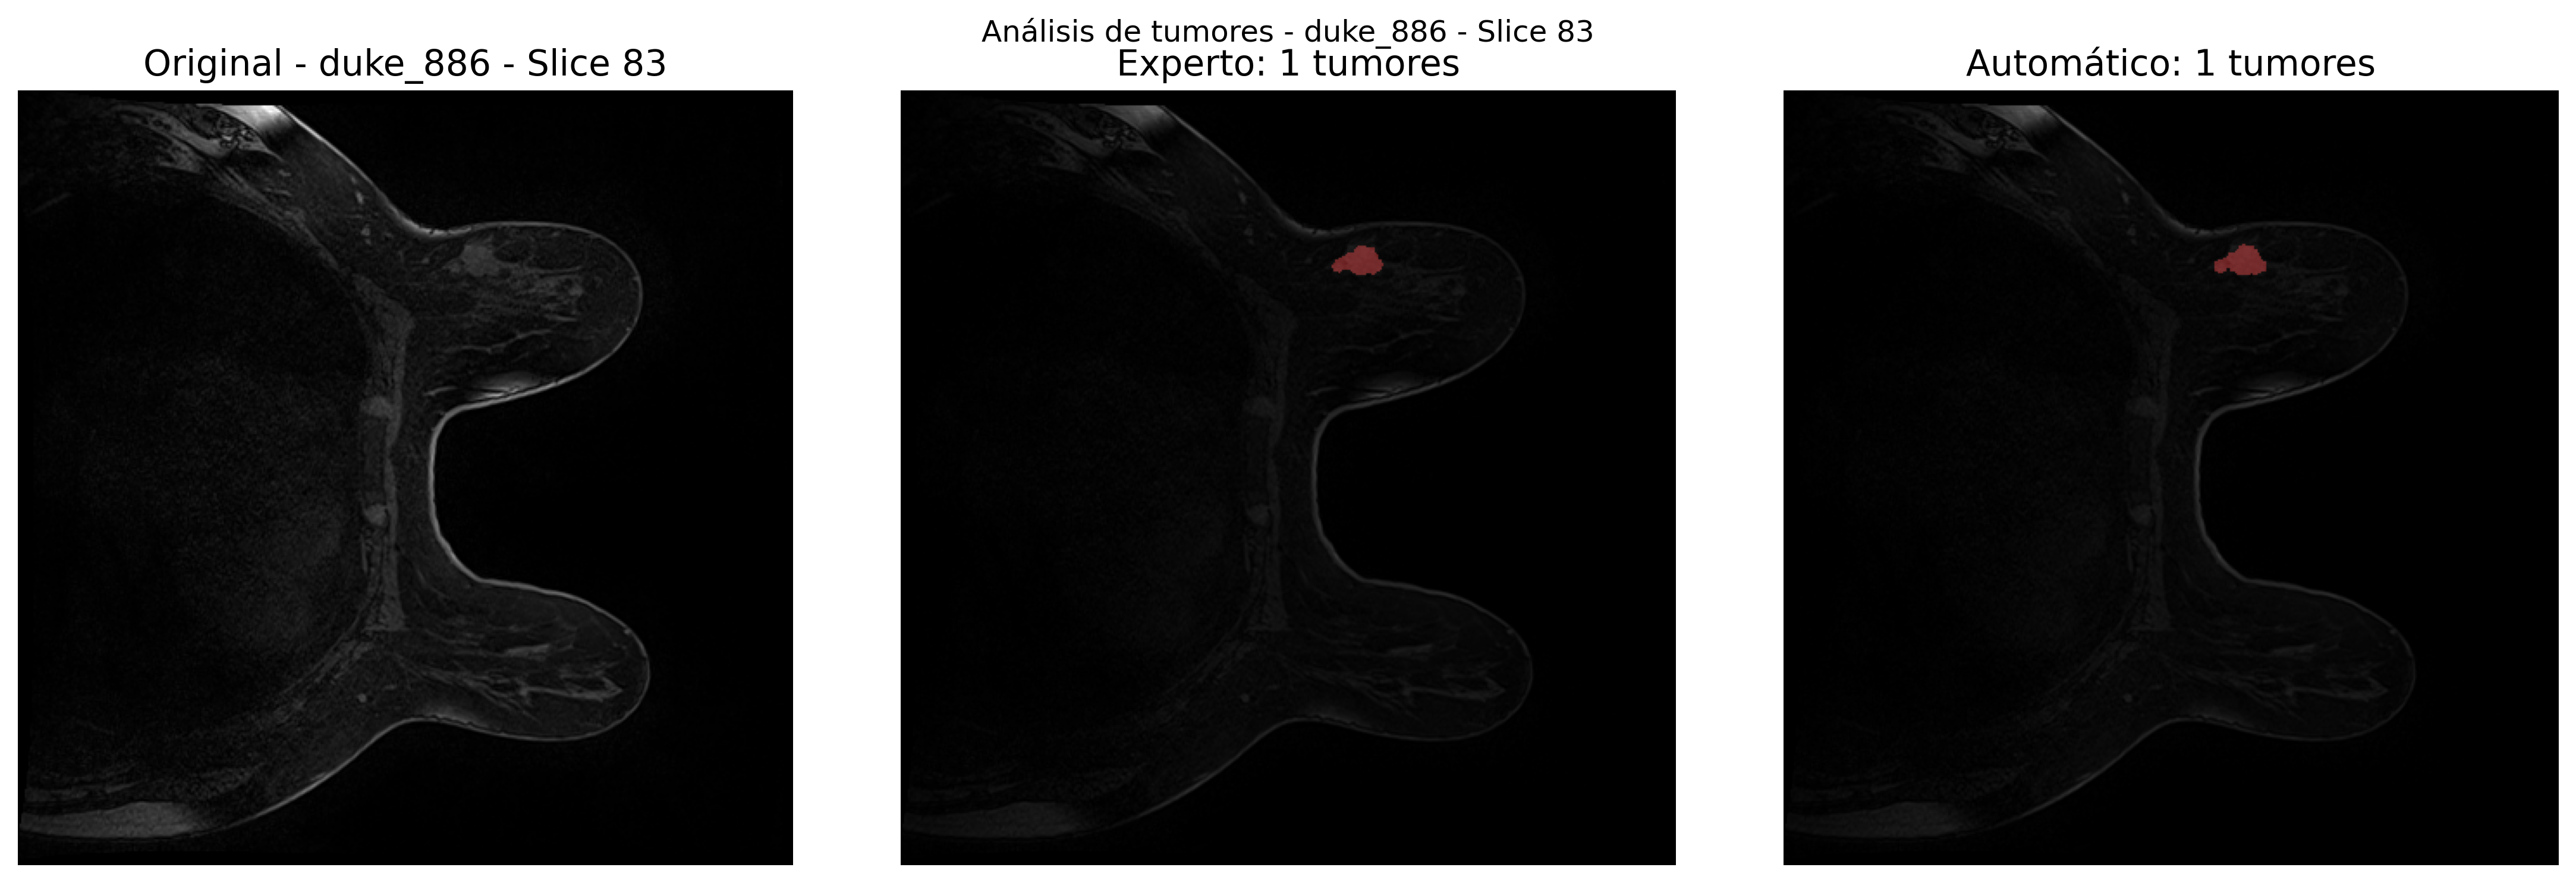 Análisis de tumores - duke_886 - Slice 83
Original - duke_886 - Slice 83
Experto: 1 tumores
Automático: 1 tumores